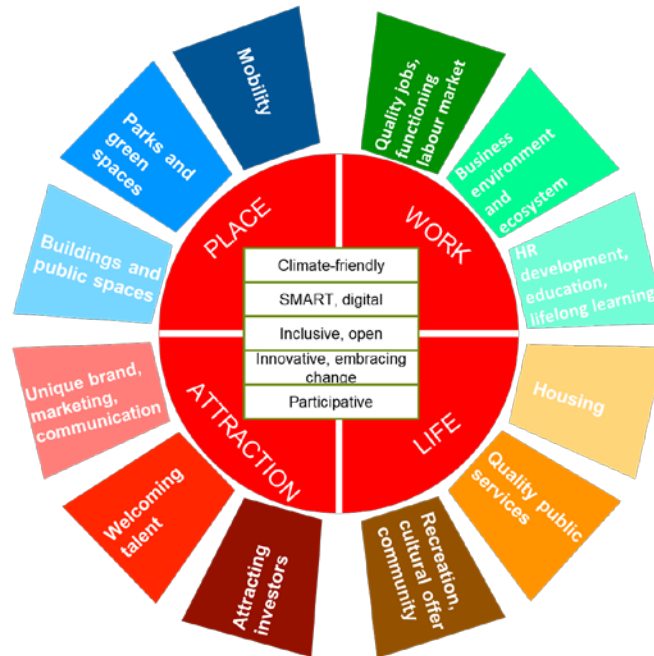 Mobility
Quality jobs,
functioning
labour market
Parks and
green
spaces
Business
environment
and
ecosystem
Buildings and
public spaces
HR
development,
education,
lifelong learning
PLACE
WORK
Climate-friendly
SMART, digital
Inclusive, open
Innovative, embracing
change
Participative
ATTRACTION
LIFE
Unique brand,
marketing,
communication
Housing
Welcoming
talent
Quality public
services
Attracting
investors
Recreation,
cultural offer
community